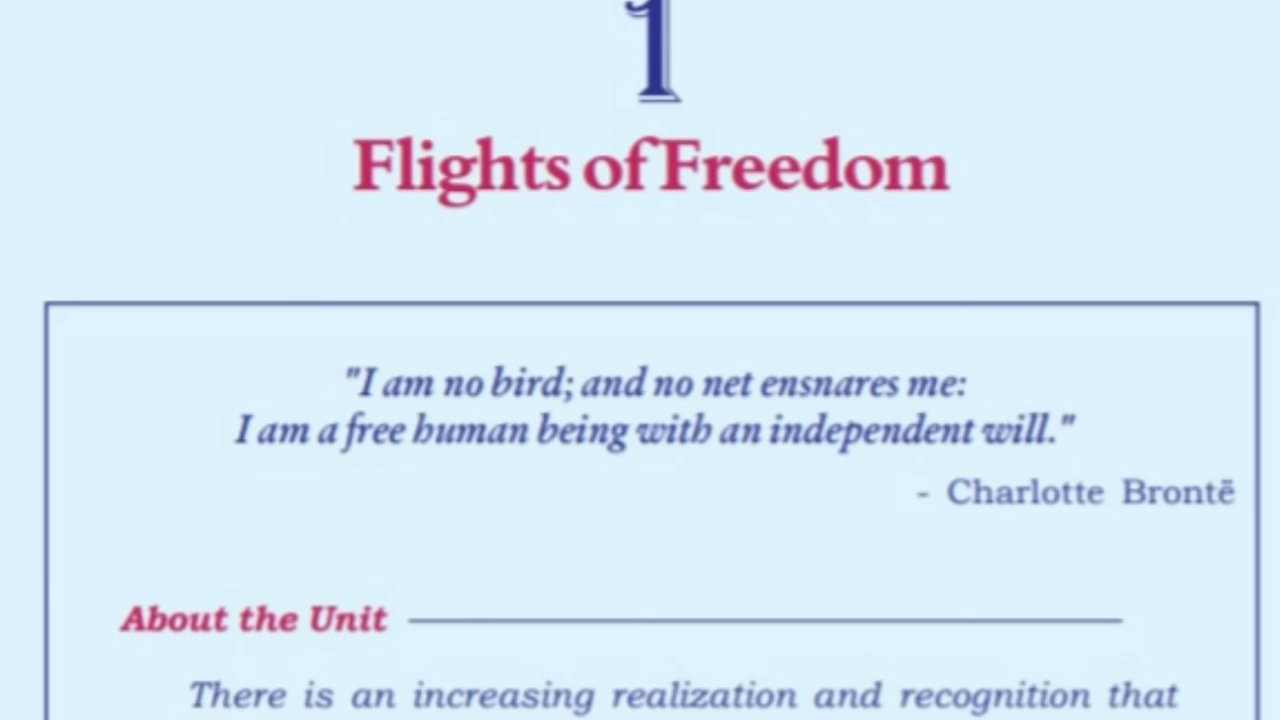 1
Flights of Freedom
"I am no bird; and no net ensnares me:
I am a free human being with an independent will."
- Charlotte Brontē
About the Unit
There is an increasing realization and recognition that